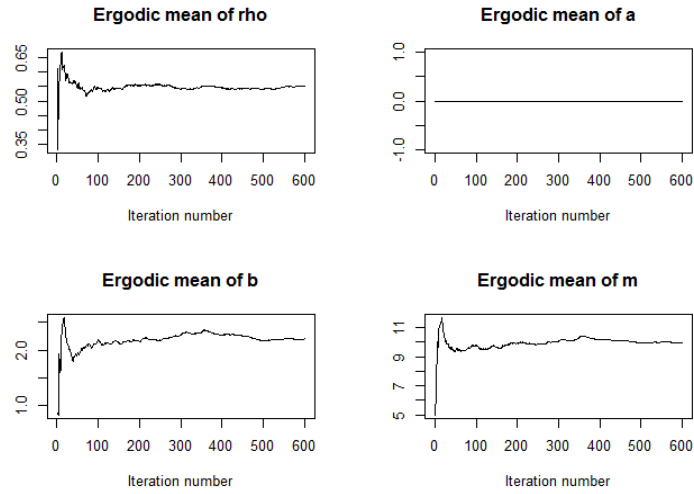 Ergodic mean of rho
0.35 0.50 0.65
0 100 200 300 400 500 600
Iteration number
Ergodic mean of a
-1.0 0.0 1.0
0 100 200 300 400 500 600
Iteration number
Ergodic mean of b
1.0 2.0
0 100 200 300 400 500 600
Iteration number
Ergodic mean of m
5 7 9 11
0 100 200 300 400 500 600
Iteration number